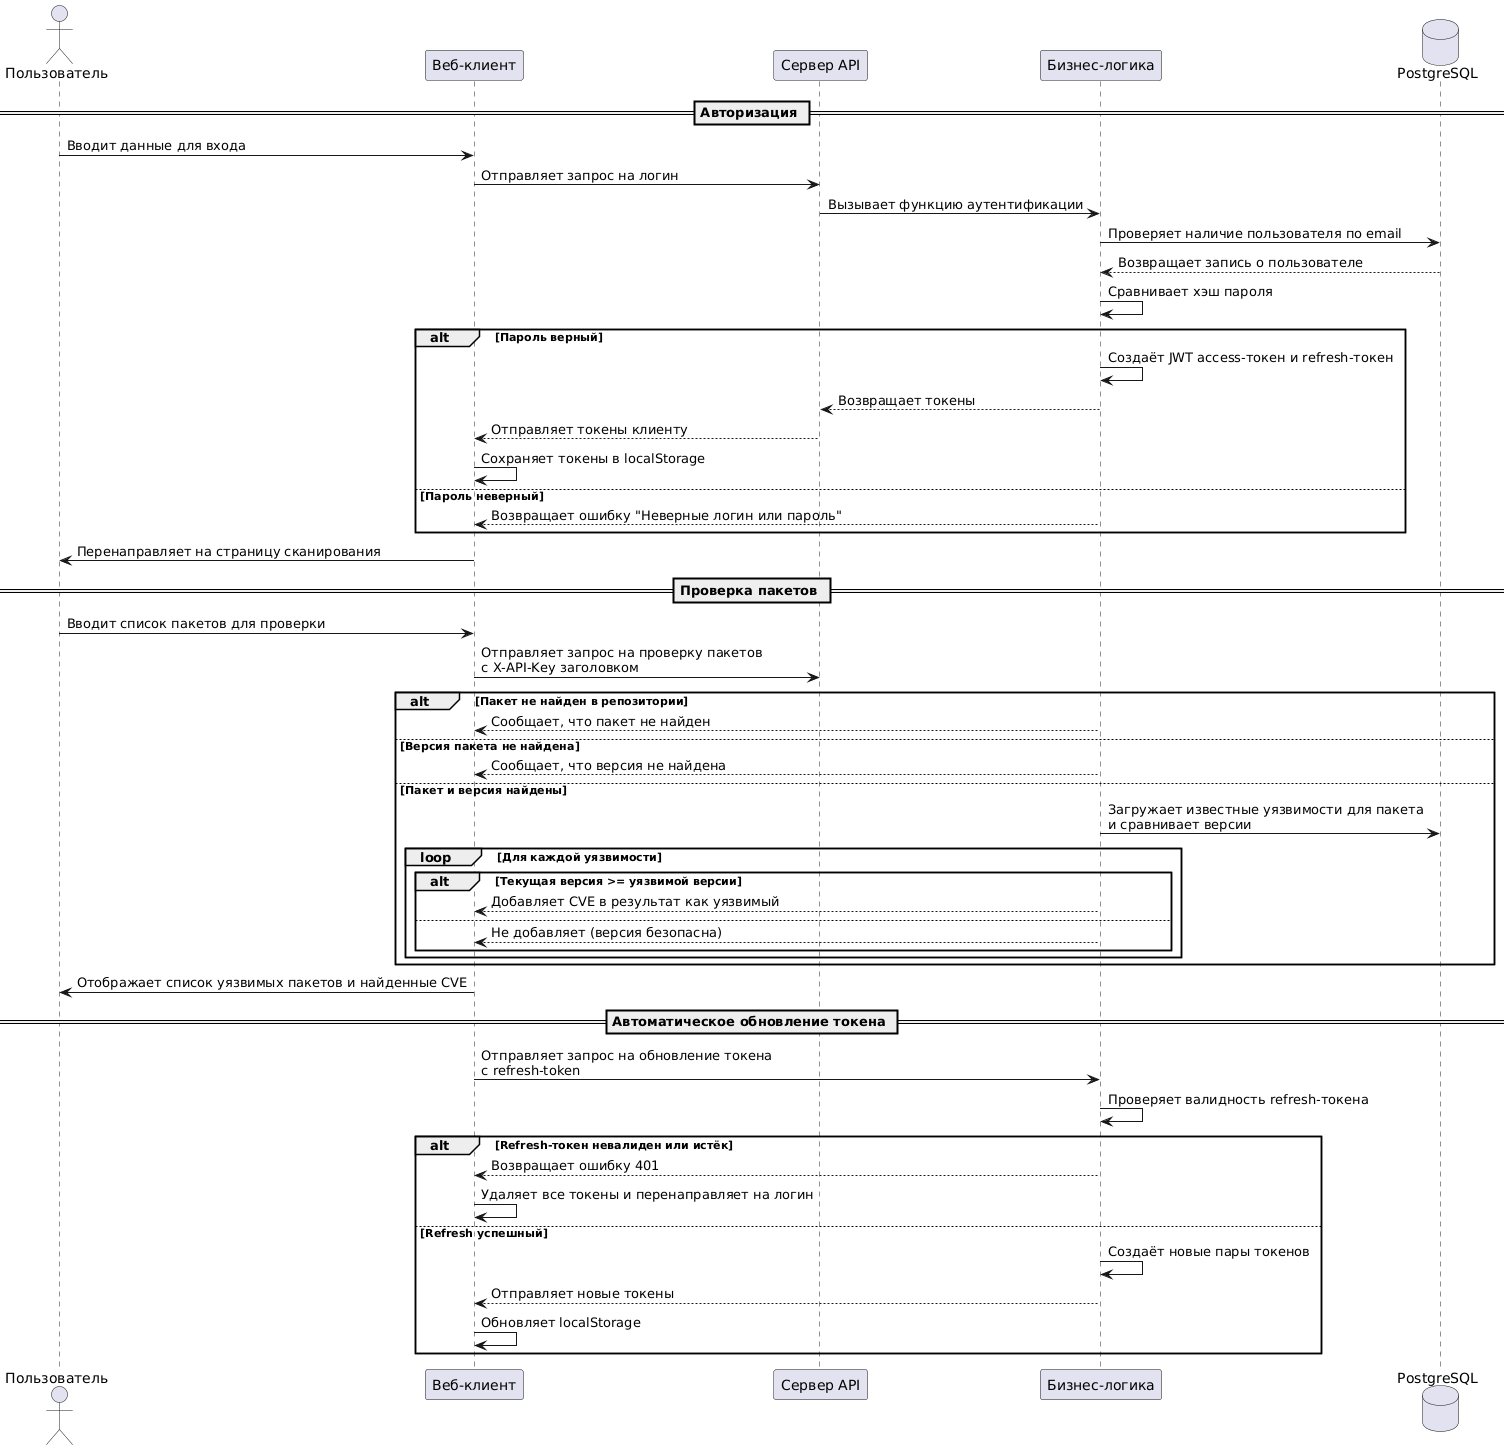 Пользователь
Веб-клиент
Сервер API
Бизнес-логика
PostgreSQL
Авторизация
Вводит данные для входа
Отправляет запрос на логин
Вызывает функцию аутентификации
Проверяет наличие пользователя по email
Возвращает запись о пользователе
Сравнивает хэш пароля
alt
[Пароль верный]
Создаёт JWT access-токен и refresh-токен
Возвращает токены
Отправляет токены клиенту
Сохраняет токены в localStorage
[Пароль неверный]
Возвращает ошибку "Неверные логин или пароль"
Перенаправляет на страницу сканирования
Проверка пакетов
Вводит список пакетов для проверки
Отправляет запрос на проверку пакетов
с X-API-Key заголовком
alt
[Пакет не найден в репозитории]
Сообщает, что пакет не найден
[Версия пакета не найдена]
Сообщает, что версия не найдена
[Пакет и версия найдены]
Загружает известные уязвимости для пакета
и сравнивает версии
loop
[Для каждой уязвимости]
alt
[Текущая версия >= уязвимой версии]
Добавляет CVE в результат как уязвимый
Не добавляет (версия безопасна)
Отображает список уязвимых пакетов и найденные CVE
Автоматическое обновление токена
Отправляет запрос на обновление токена
с refresh-token
Проверяет валидность refresh-токена
alt
[Refresh-токен невалиден или истёк]
Возвращает ошибку 401
Удаляет все токены и перенаправляет на логин
[Refresh успешный]
Создаёт новые пары токенов
Отправляет новые токены
Обновляет localStorage
Пользователь
Веб-клиент
Сервер API
Бизнес-логика
PostgreSQL